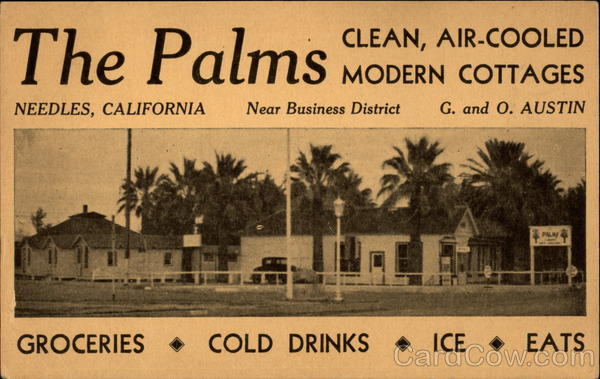 The Palms
CLEAN, AIR-COOLED
MODERN COTTAGES
NEEDLES, CALIFORNIA Near Business District G. and O. AUSTIN
PALMS
GROCERIES ◆ COLD DRINKS ◆ ICE ◆ EATS
CardCow.com